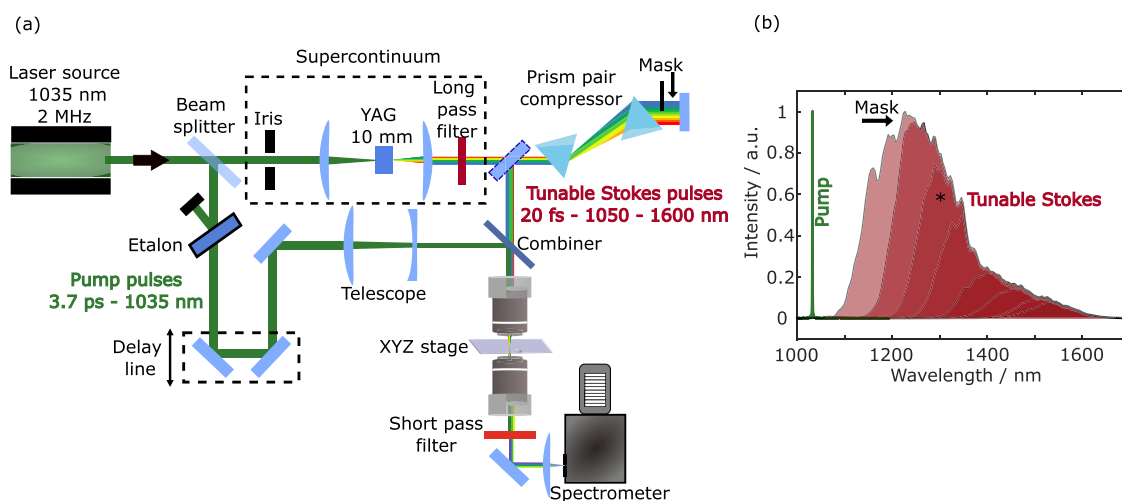 (a)
Laser source
1035 nm
2 MHz
Beam
splitter
Supercontinuum
Iris
YAG
10 mm
Long
pass
filter
Prism pair
compressor
Mask
Tunable Stokes pulses
20 fs - 1050 - 1600 nm
Etalon
Pump pulses
3.7 ps - 1035 nm
Telescope
Combiner
Delay
line
XYZ stage
Short pass
filter
Spectrometer
(b)
Mask
Pump
Tunable Stokes
*
Intensity / a.u.
1
0.8
0.6
0.4
0.2
0
1000
1200
1400
1600
Wavelength / nm